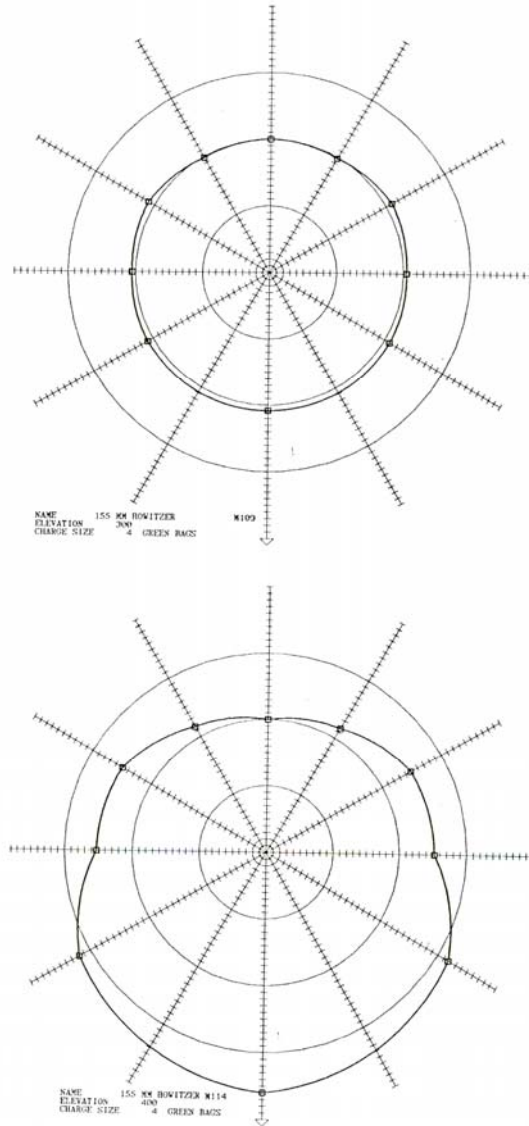 NAME 155 MM HOWITZER M109
ELEVATION 300
CHARGE SIZE 4 GREEN BAGS
NAME 155 MM HOWITZER M114
ELEVATION 400
CHARGE SIZE 4 GREEN BAGS